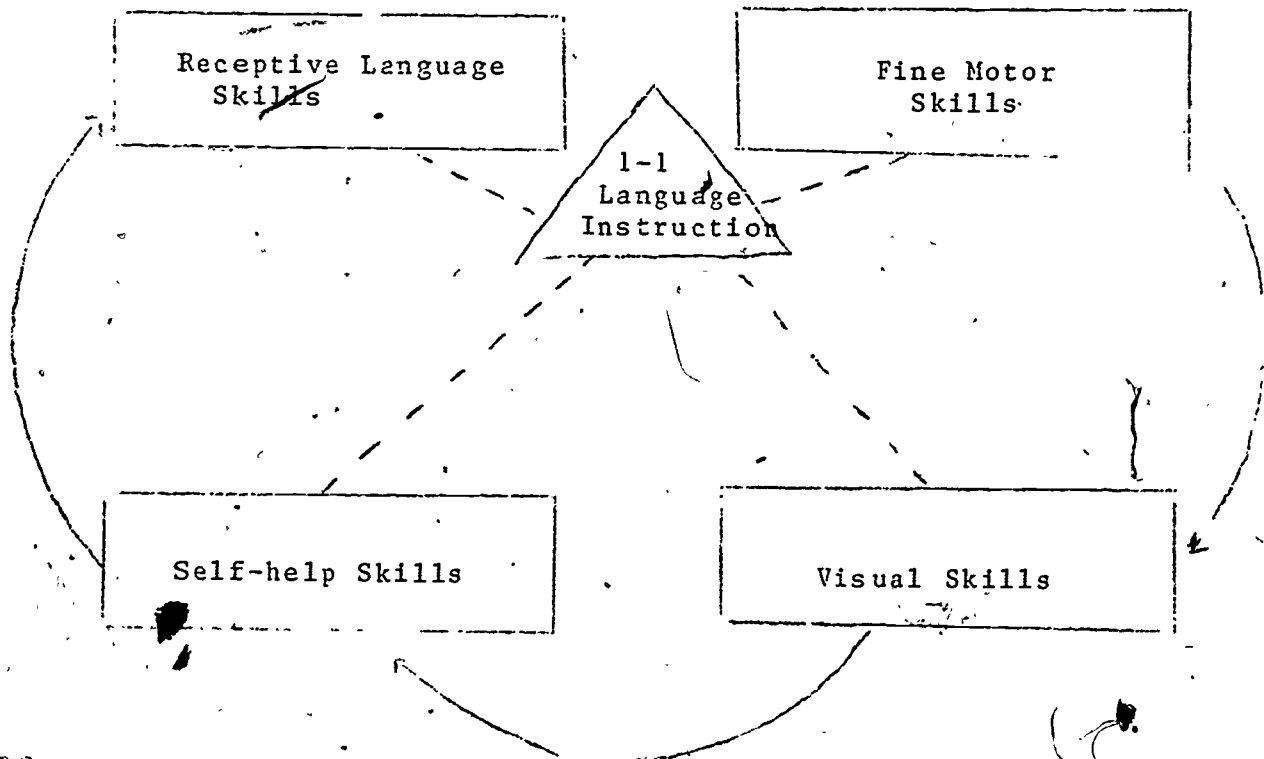 Receptive Language
Skills
Fine Motor
Skills
1-1
Language
Instruction
Self-help Skills
Visual Skills